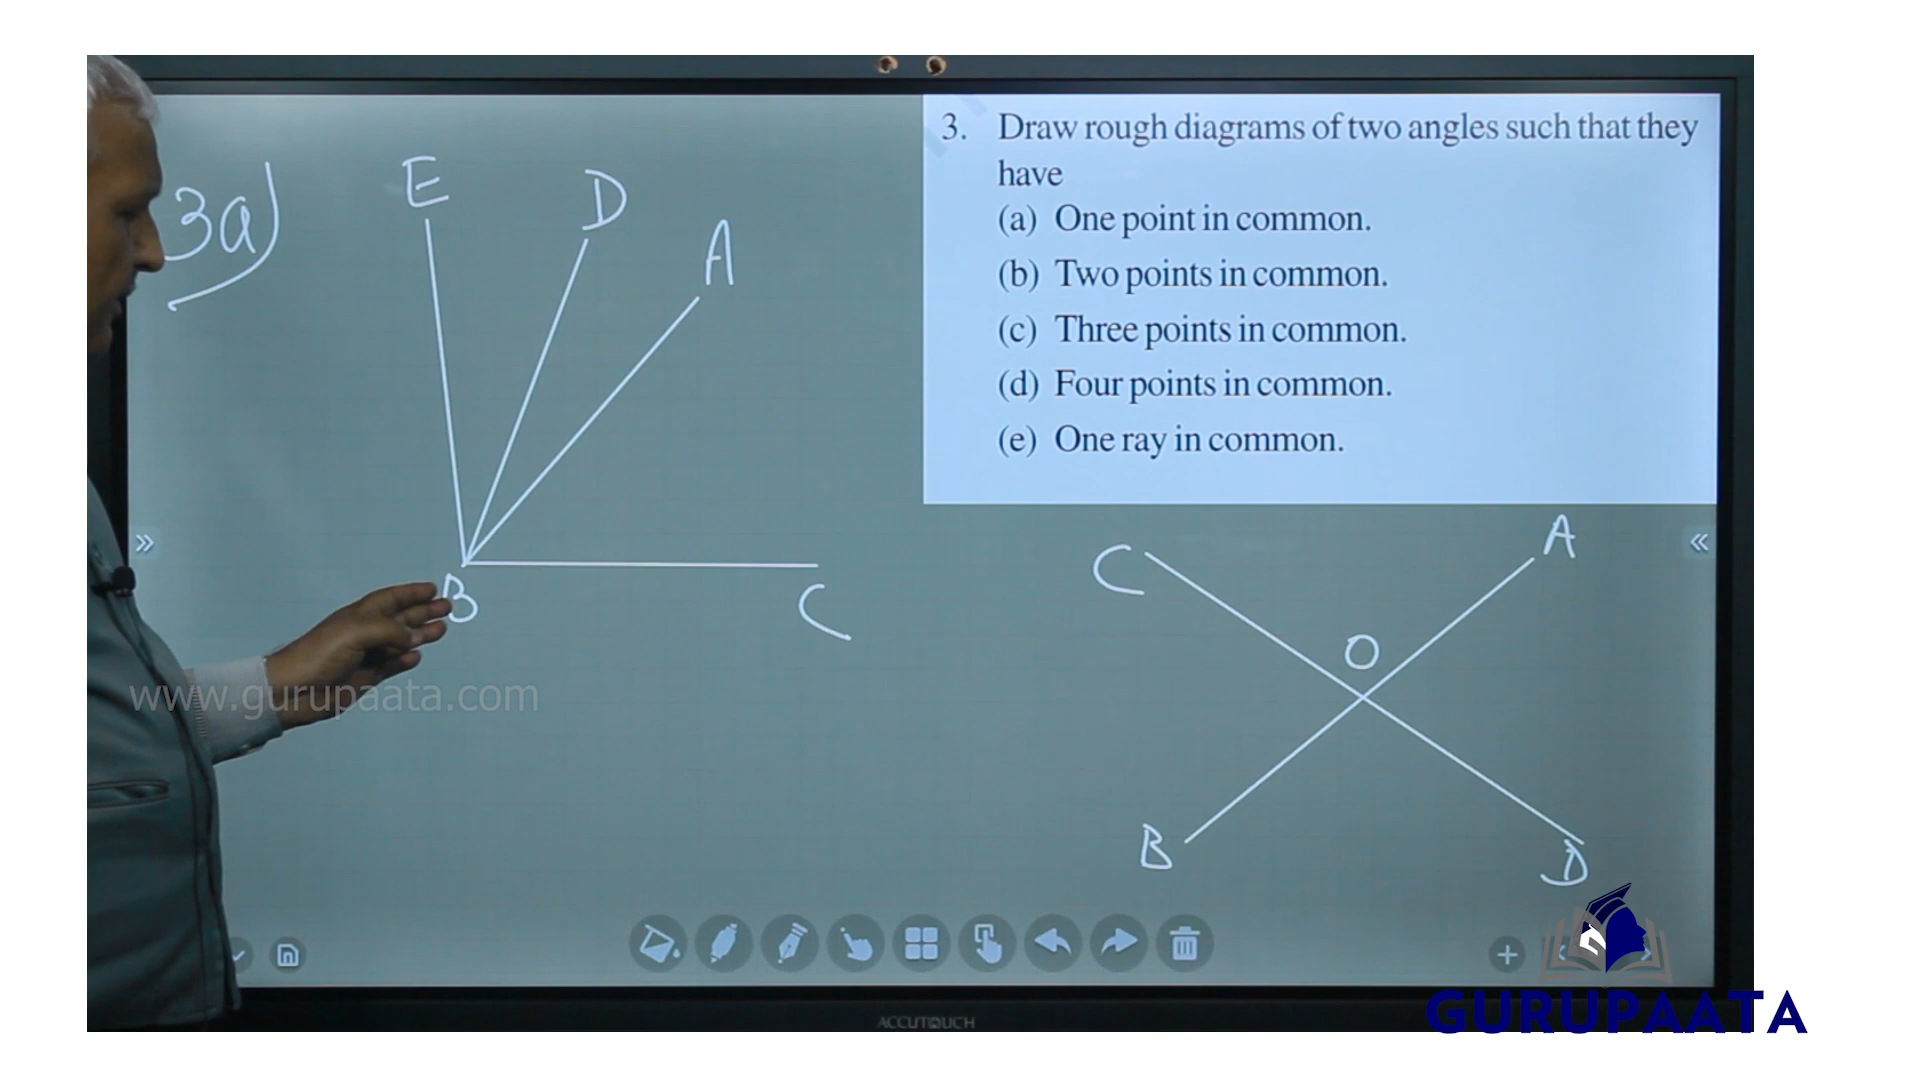 3a)
E
D
A
B
C
3. Draw rough diagrams of two angles such that they
have
(a) One point in common.
(b) Two points in common.
(c) Three points in common.
(d) Four points in common.
(e) One ray in common.
C
A
O
B
D
www.gurupaata.com
ACCUTOUCH
GURUPAATA